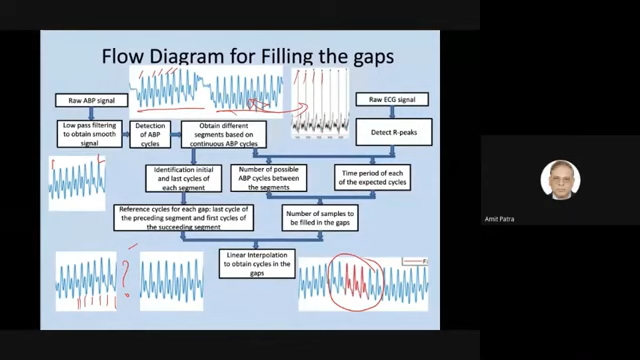 Flow Diagram for Filling the gaps
Raw ABP signal
Raw ECG signal
Low pass filtering
to obtain smooth
signal
Detection
of ABP
cycles
Obtain different
segments based on
continuous ABP cycles
Detect R-peaks
Identification initial
and last cycles of
each segment
Number of possible
ABP cycles between
the segments
Time period of each
of the expected cycles
Reference cycles for each gap: last cycle
of the preceding segment and first cycles
of the succeeding segment
Number of samples to
be filled in the gaps
Linear Interpolation
to obtain cycles in the
gaps
?
Amit Patra